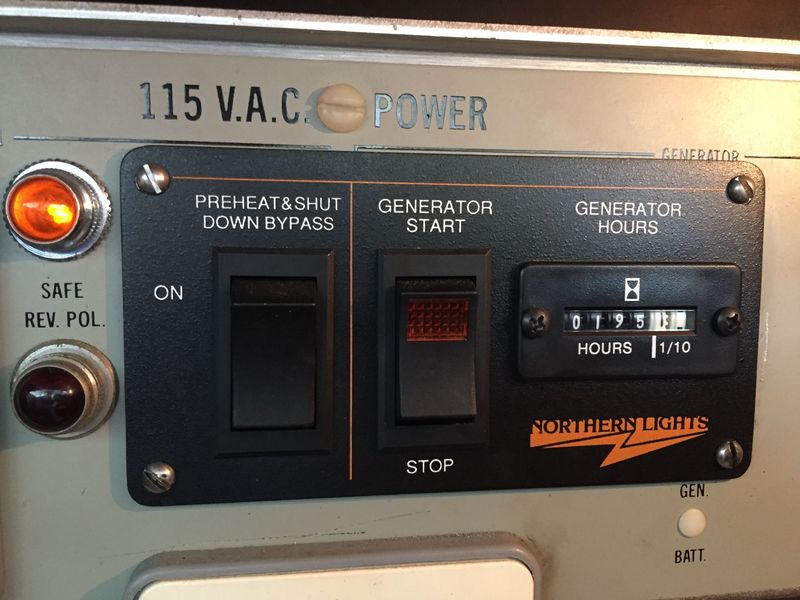 115 V.A.C. POWER
GENERATOR
PREHEAT&SHUT
DOWN BYPASS
GENERATOR
START
GENERATOR
HOURS
ON
SAFE
REV. POL.
0195
HOURS 1/10
NORTHERN LIGHTS
STOP
GEN.
BATT.